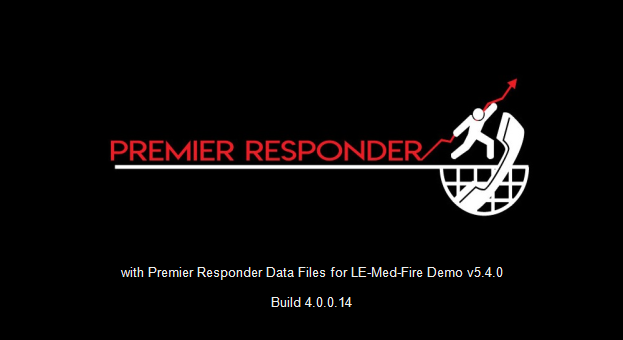 PREMIER RESPONDER
with Premier Responder Data Files for LE-Med-Fire Demo v5.4.0
Build 4.0.0.14